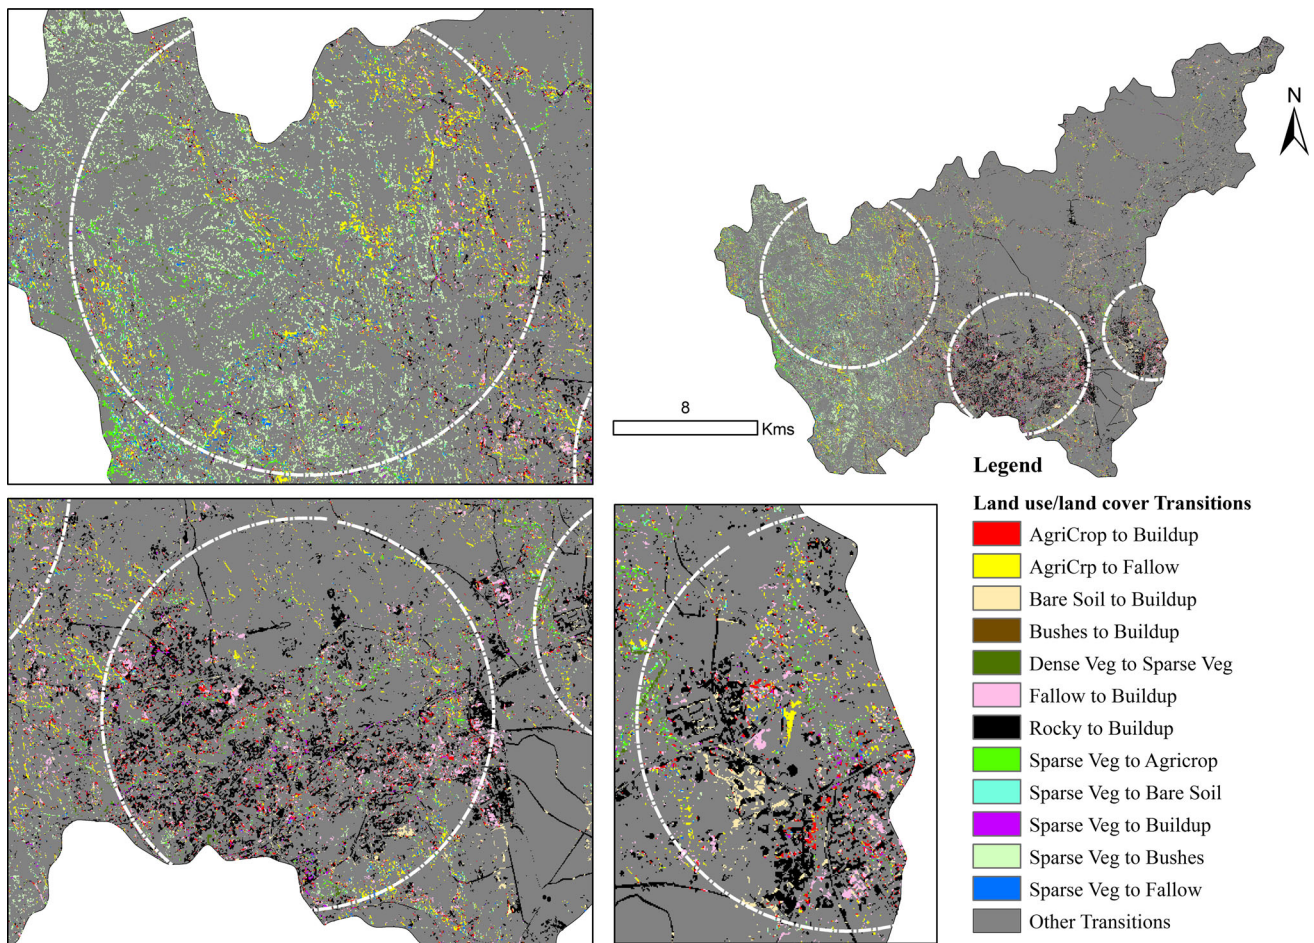 N
8
Kms
Legend
Land use/land cover Transitions
AgriCrop to Buildup
AgriCrp to Fallow
Bare Soil to Buildup
Bushes to Buildup
Dense Veg to Sparse Veg
Fallow to Buildup
Rocky to Buildup
Sparse Veg to Agricrop
Sparse Veg to Bare Soil
Sparse Veg to Buildup
Sparse Veg to Bushes
Sparse Veg to Fallow
Other Transitions